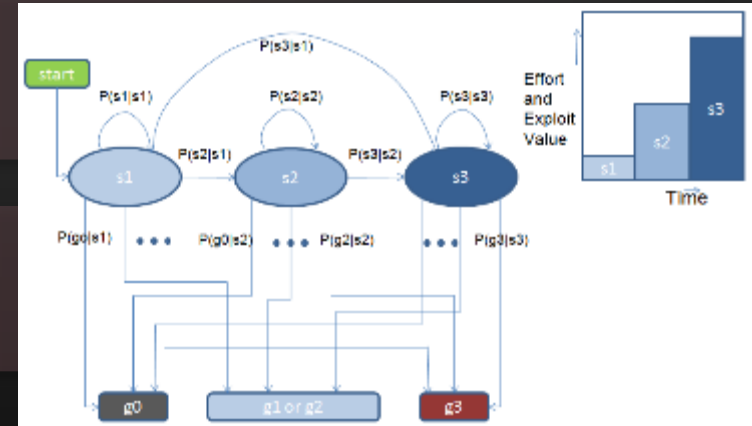 P(s3|s1)
start
P(s1|s1)
P(s2|s2)
P(s3|s3)
s1
P(s2|s1)
s2
P(s3|s2)
s3
P(go|s1)
P(g0|s2)
P(g2|s2)
P(g3|s3)
g0
g1 or g2
g3
Effort
and
Exploit
Value
s1
s2
s3
Time